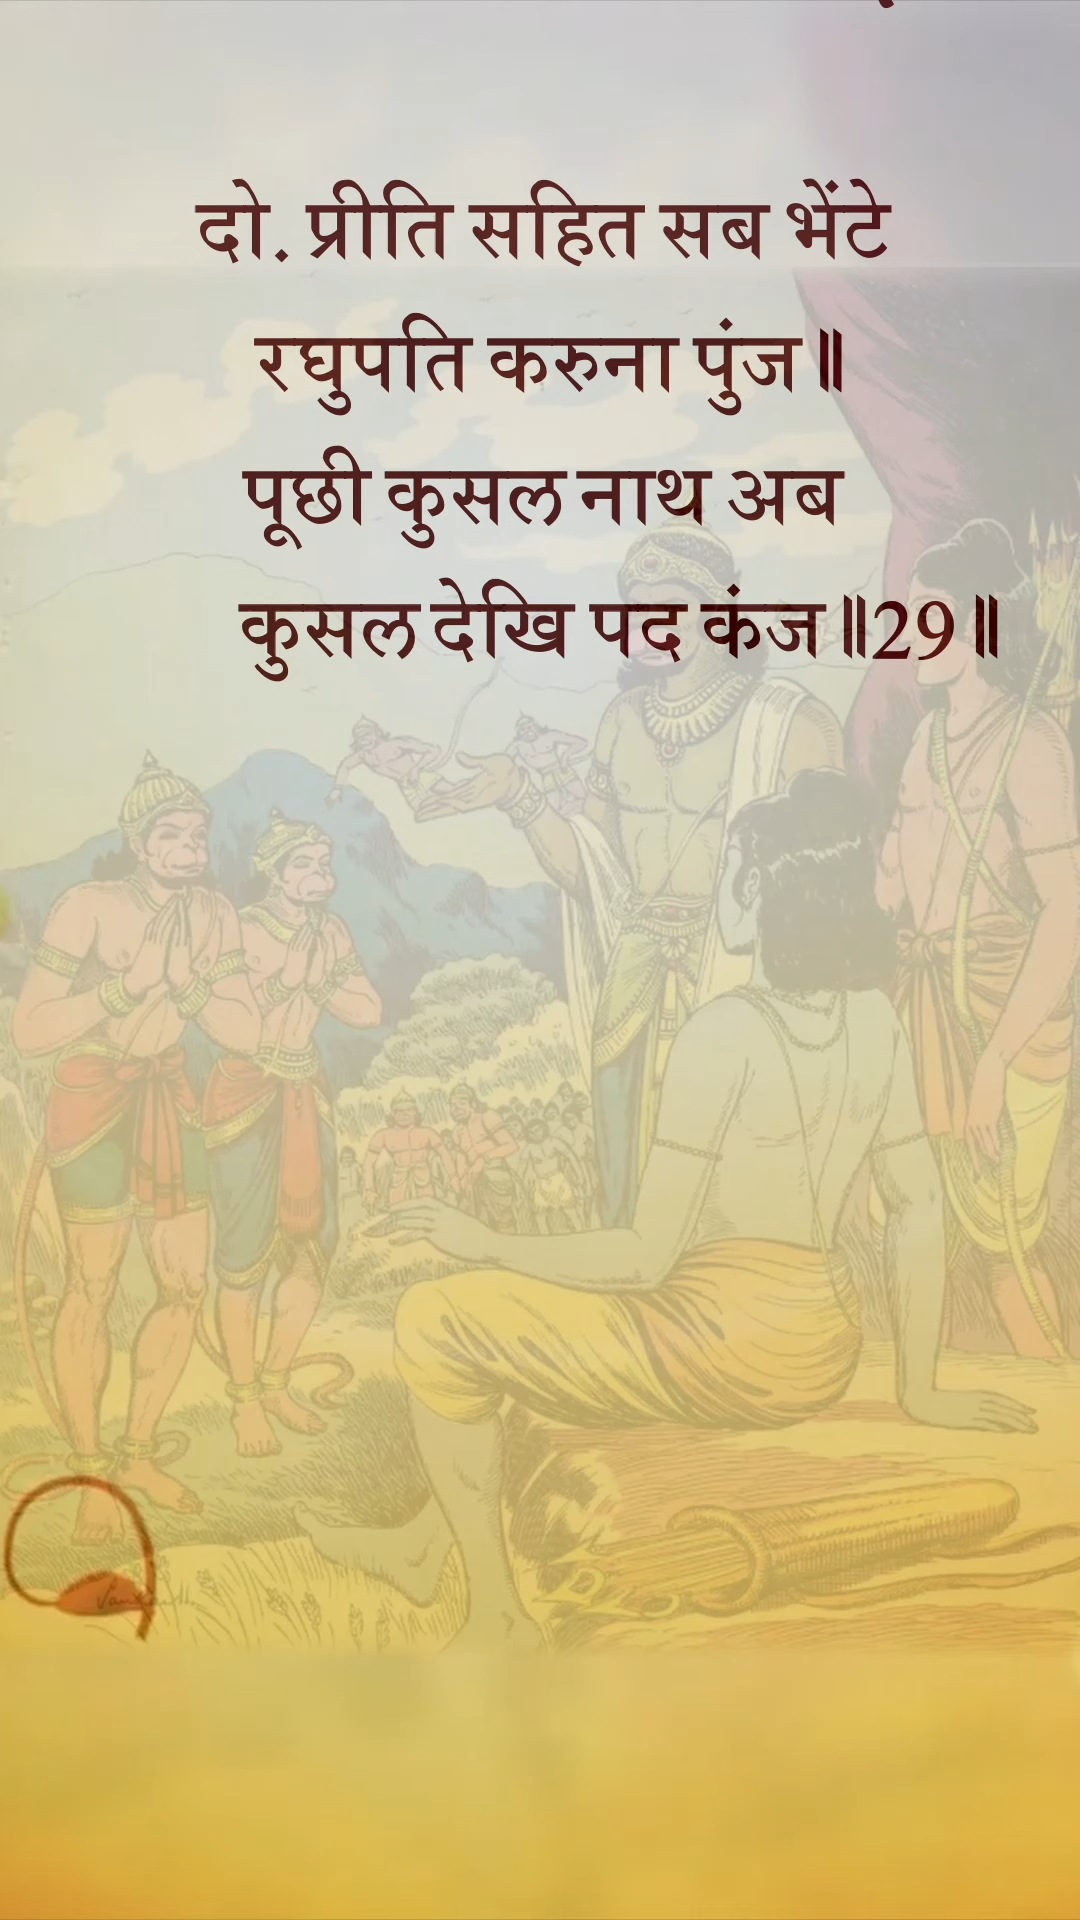 दो. प्रीति सहित सब भेंटे
रघुपति करुना पुंज॥
पूछी कुसल नाथ अब
कुसल देखि पद कंज॥29॥